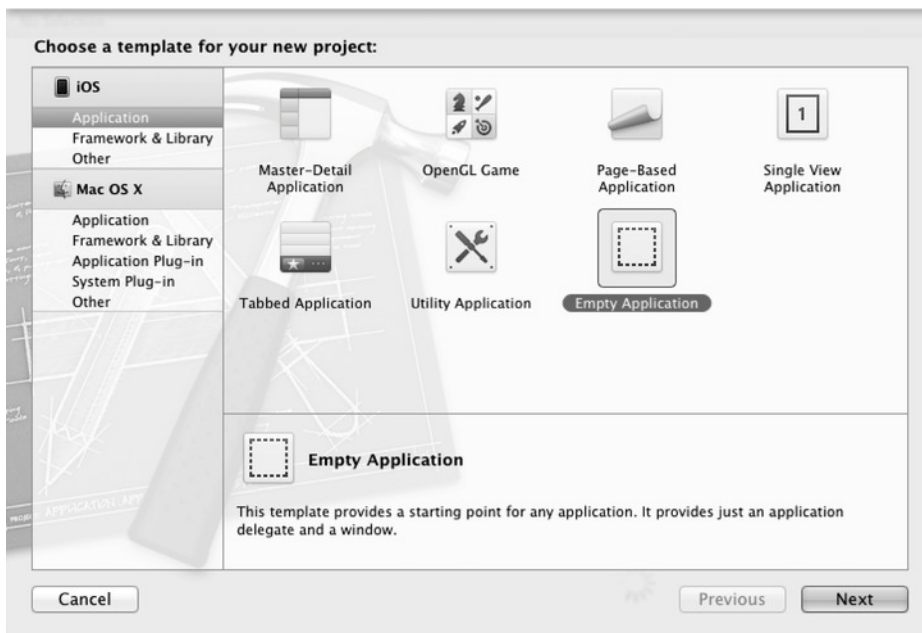 Choose a template for your new project:
iOS
Application
Framework & Library
Other
Mac OS X
Application
Framework & Library
Application Plug-in
System Plug-in
Other
Master-Detail
Application
OpenGL Game
Page-Based
Application
1
Single View
Application
Tabbed Application
Utility Application
Empty Application
Empty Application
This template provides a starting point for any application. It provides just an application
delegate and a window.
Cancel
Previous
Next